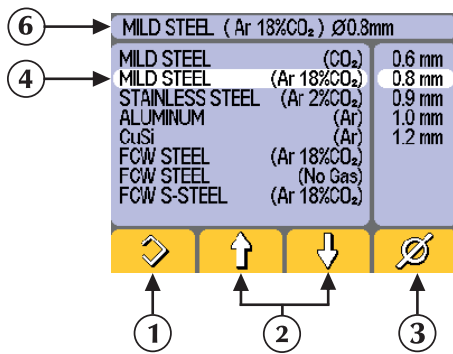 6
MILD STEEL ( Ar 18%CO₂ ) Ø0.8mm
4
MILD STEEL (CO₂) 0.6 mm
MILD STEEL (Ar 18%CO₂) 0.8 mm
STAINLESS STEEL (Ar 2%CO₂) 0.9 mm
ALUMINUM (Ar) 1.0 mm
CuSi (Ar) 1.2 mm
FCW STEEL (Ar 18%CO₂)
FCW STEEL (No Gas)
FCW S-STEEL (Ar 18%CO₂)
Ø
1 2 3